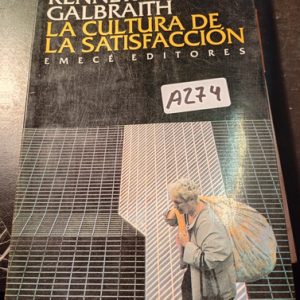 GALBRAITH
LA CULTURA DE
LA SATISFACCIÓN
EMECÉ EDITORES
A274